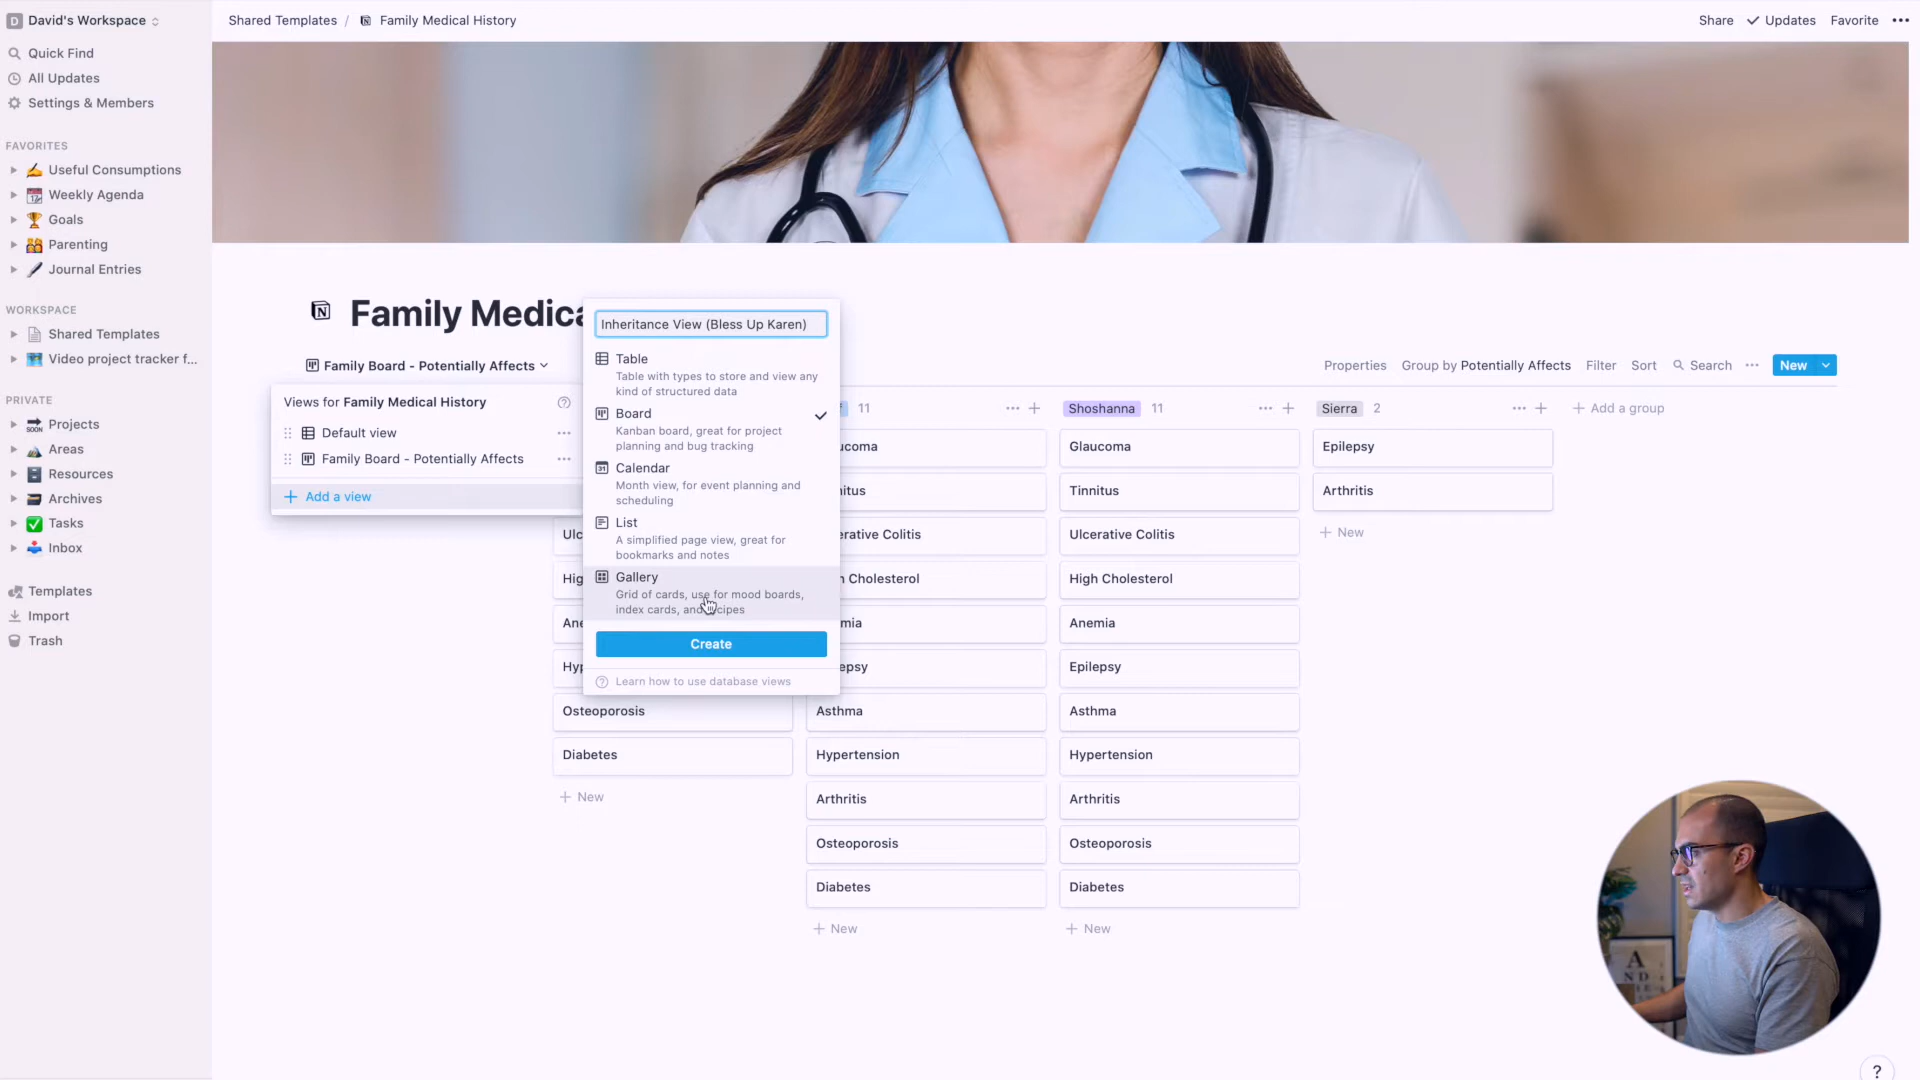 D David's Workspace
Quick Find
All Updates
Settings & Members
FAVORITES
Useful Consumptions
Weekly Agenda
Goals
Parenting
Journal Entries
WORKSPACE
Shared Templates
Video project tracker f...
PRIVATE
Projects
Areas
Resources
Archives
Tasks
Inbox
Templates
Import
Trash
Shared Templates / Family Medical History
Share Updates Favorite
Family Medica
Family Board - Potentially Affects
Properties Group by Potentially Affects Filter Sort Search New
Views for Family Medical History
Default view
Family Board - Potentially Affects
Add a view
Inheritance View (Bless Up Karen)
Table
Table with types to store and view any
kind of structured data
Board
Kanban board, great for project
planning and bug tracking
Calendar
Month view, for event planning and
scheduling
List
A simplified page view, great for
bookmarks and notes
Gallery
Grid of cards, use for mood boards,
index cards, and recipes
Create
Learn how to use database views
Ulc
Hig
Ane
Hyp
Osteoporosis
Diabetes
New
11
ucoma
nitus
erative Colitis
h Cholesterol
mia
epsy
Asthma
Hypertension
Arthritis
Osteoporosis
Diabetes
New
Shoshanna 11
Glaucoma
Tinnitus
Ulcerative Colitis
High Cholesterol
Anemia
Epilepsy
Asthma
Hypertension
Arthritis
Osteoporosis
Diabetes
New
Sierra 2
Epilepsy
Arthritis
New
Add a group
?